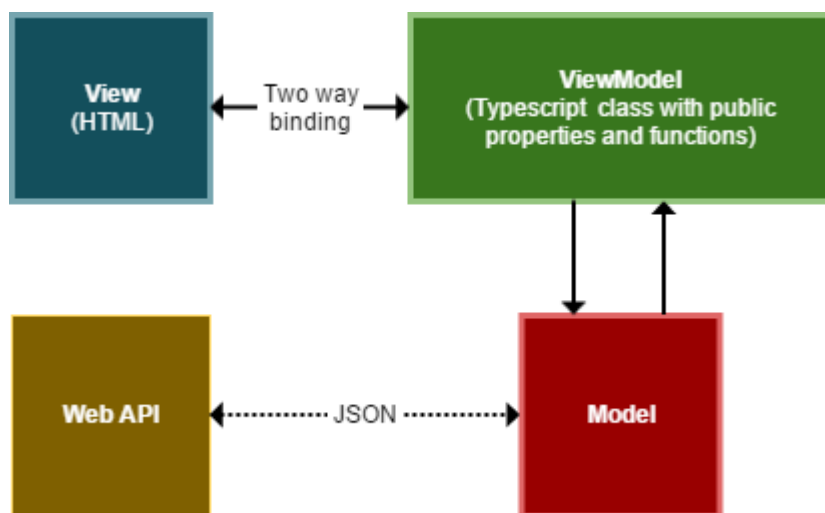 View
(HTML)
Two way
binding
ViewModel
(Typescript class with public
properties and functions)
Web API
JSON
Model